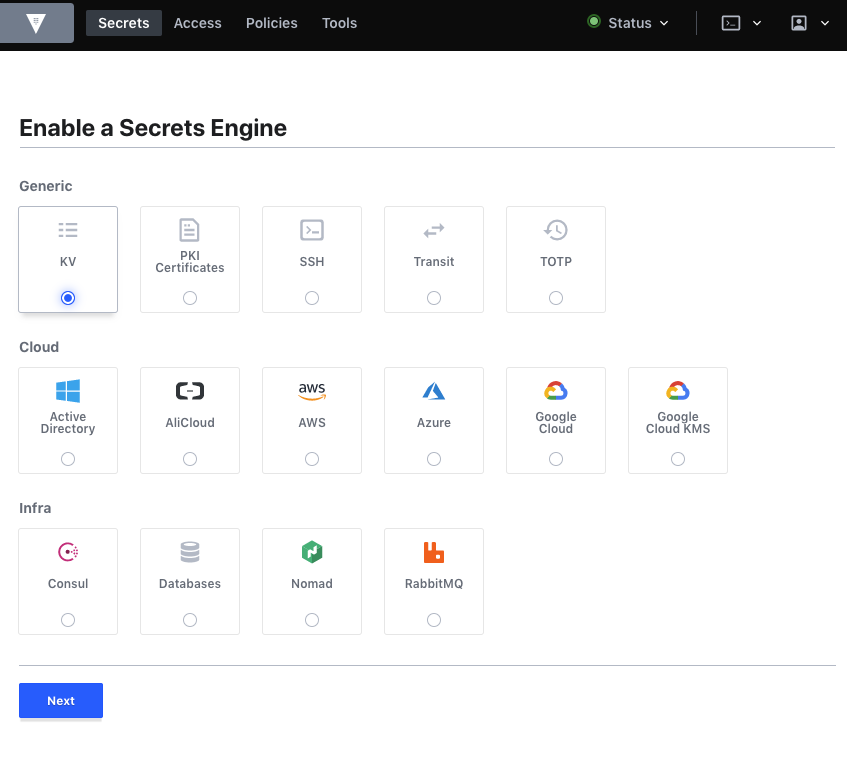 Secrets Access Policies Tools Status
Enable a Secrets Engine
Generic
KV
PKI
Certificates
SSH
Transit
TOTP
Cloud
Active
Directory
AliCloud
aws
AWS
Azure
Google
Cloud
Google
Cloud KMS
Infra
Consul
Databases
Nomad
RabbitMQ
Next